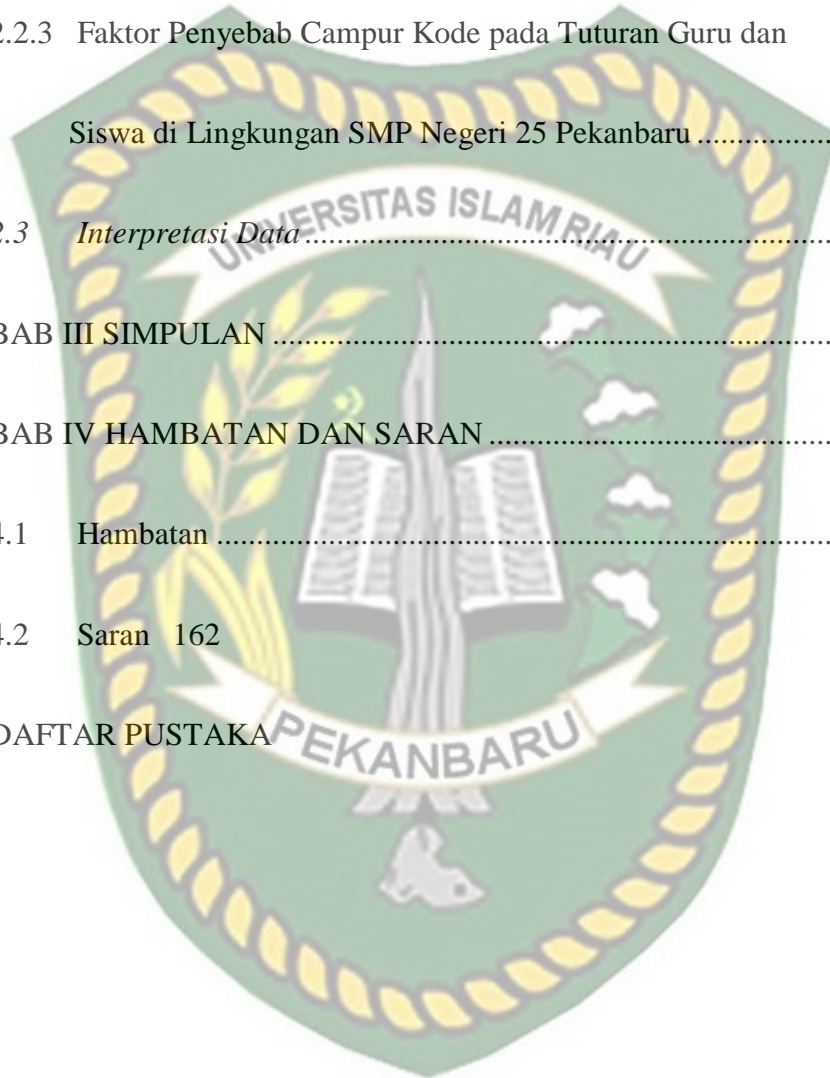 2.2.3 Faktor Penyebab Campur Kode pada Tuturan Guru dan
Siswa di Lingkungan SMP Negeri 25 Pekanbaru ................
2.3 Interpretasi Data ................
UNIVERSITAS ISLAM RIAU
BAB III SIMPULAN ................
BAB IV HAMBATAN DAN SARAN ................
4.1 Hambatan ................
4.2 Saran 162
DAFTAR PUSTAKA
PEKANBARU